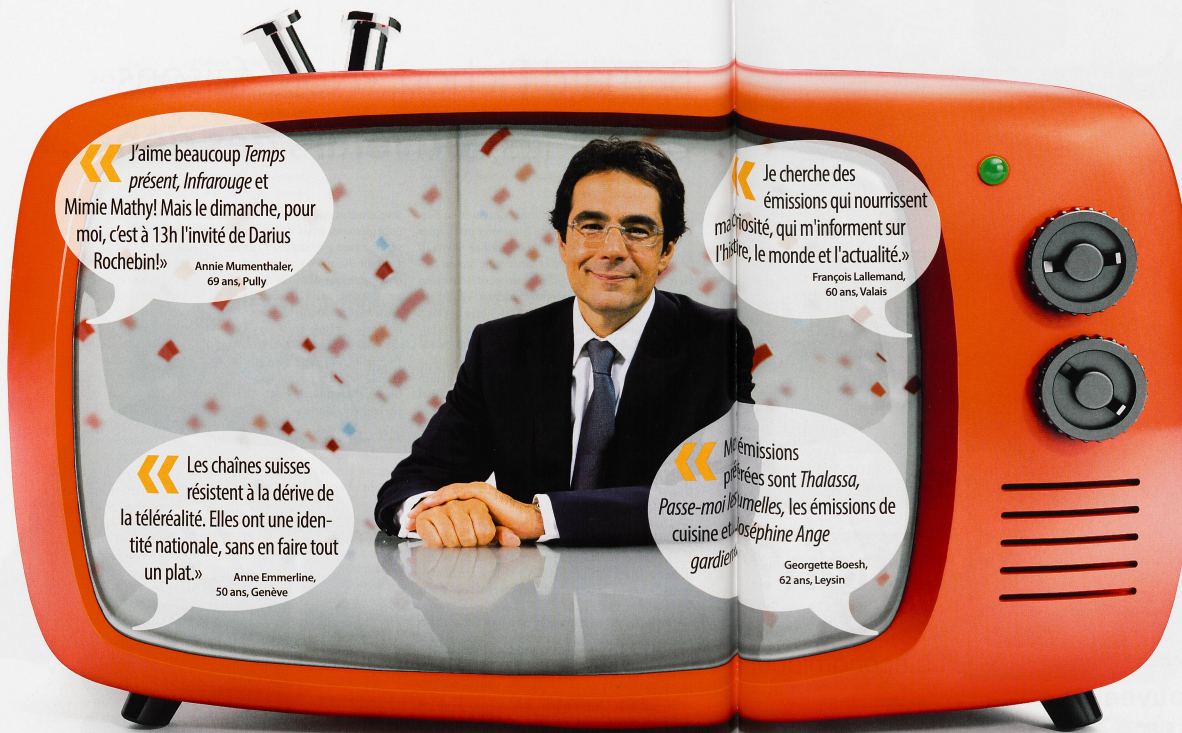 « J'aime beaucoup Temps
présent, Infrarouge et
Mimie Mathy! Mais le dimanche, pour
moi, c'est à 13h l'invité de Darius
Rochebin!»
Annie Mumenthaler,
69 ans, Pully
« Je cherche des
émissions qui nourrissent
ma curiosité, qui m'informent sur
l'histoire, le monde et l'actualité.»
François Lallemand,
60 ans, Valais
« Les chaînes suisses
résistent à la dérive de
la téléréalité. Elles ont une iden-
tité nationale, sans en faire tout
un plat.»
Anne Emmerline,
50 ans, Genève
« émissions
préférées sont Thalassa,
Passe-moi les jumelles, les émissions de
cuisine et Joséphine Ange
gardien
Georgette Boesh,
62 ans, Leysin